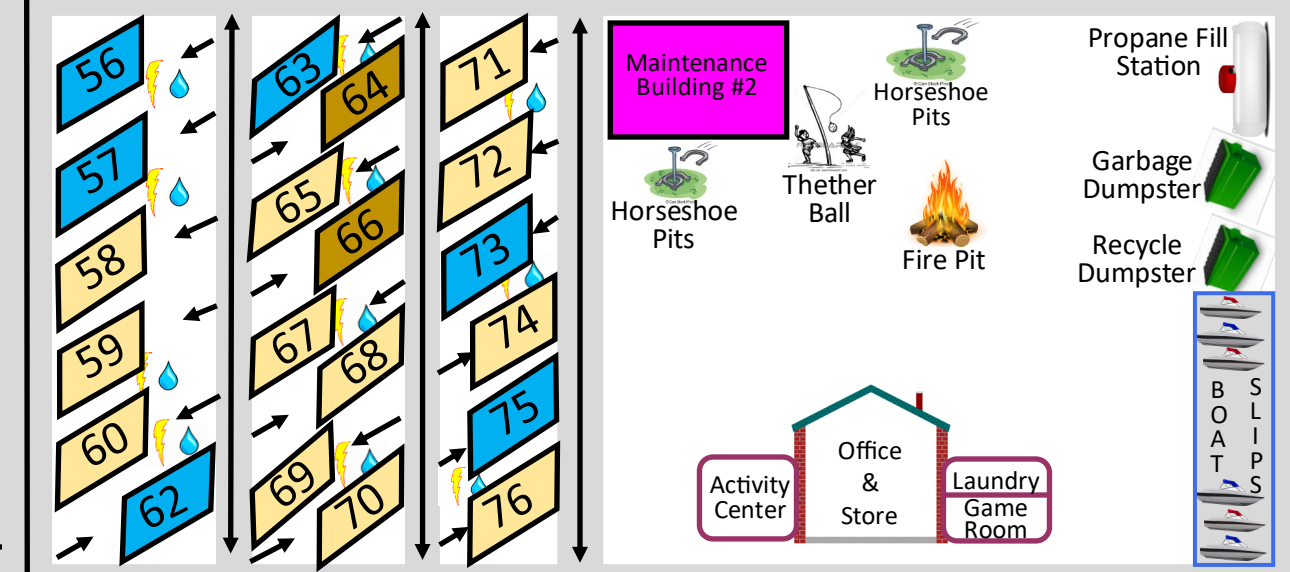 56
57
58
59
60
62
63
64
65
66
67
68
69
70
71
72
73
74
75
76
Maintenance
Building #2
Horseshoe
Pits
Horseshoe
Pits
Thether
Ball
Fire Pit
Propane Fill
Station
Garbage
Dumpster
Recycle
Dumpster
BOAT
SLIPS
Activity
Center
Office
&
Store
Laundry
Game
Room